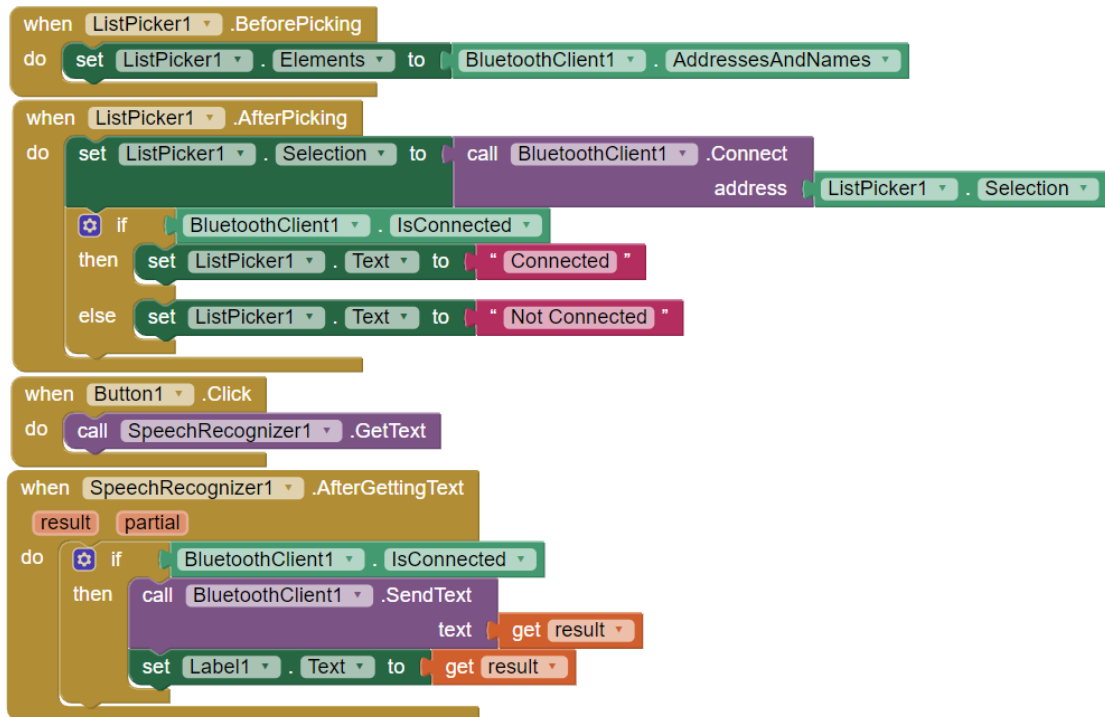 when ListPicker1 .BeforePicking
do set ListPicker1 . Elements to BluetoothClient1 . AddressesAndNames
when ListPicker1 .AfterPicking
do set ListPicker1 . Selection to call BluetoothClient1 .Connect
address ListPicker1 . Selection
if BluetoothClient1 . IsConnected
then set ListPicker1 . Text to “ Connected ”
else set ListPicker1 . Text to “ Not Connected ”
when Button1 .Click
do call SpeechRecognizer1 .GetText
when SpeechRecognizer1 .AfterGettingText
result partial
do if BluetoothClient1 . IsConnected
then call BluetoothClient1 .SendText
text get result
set Label1 . Text to get result